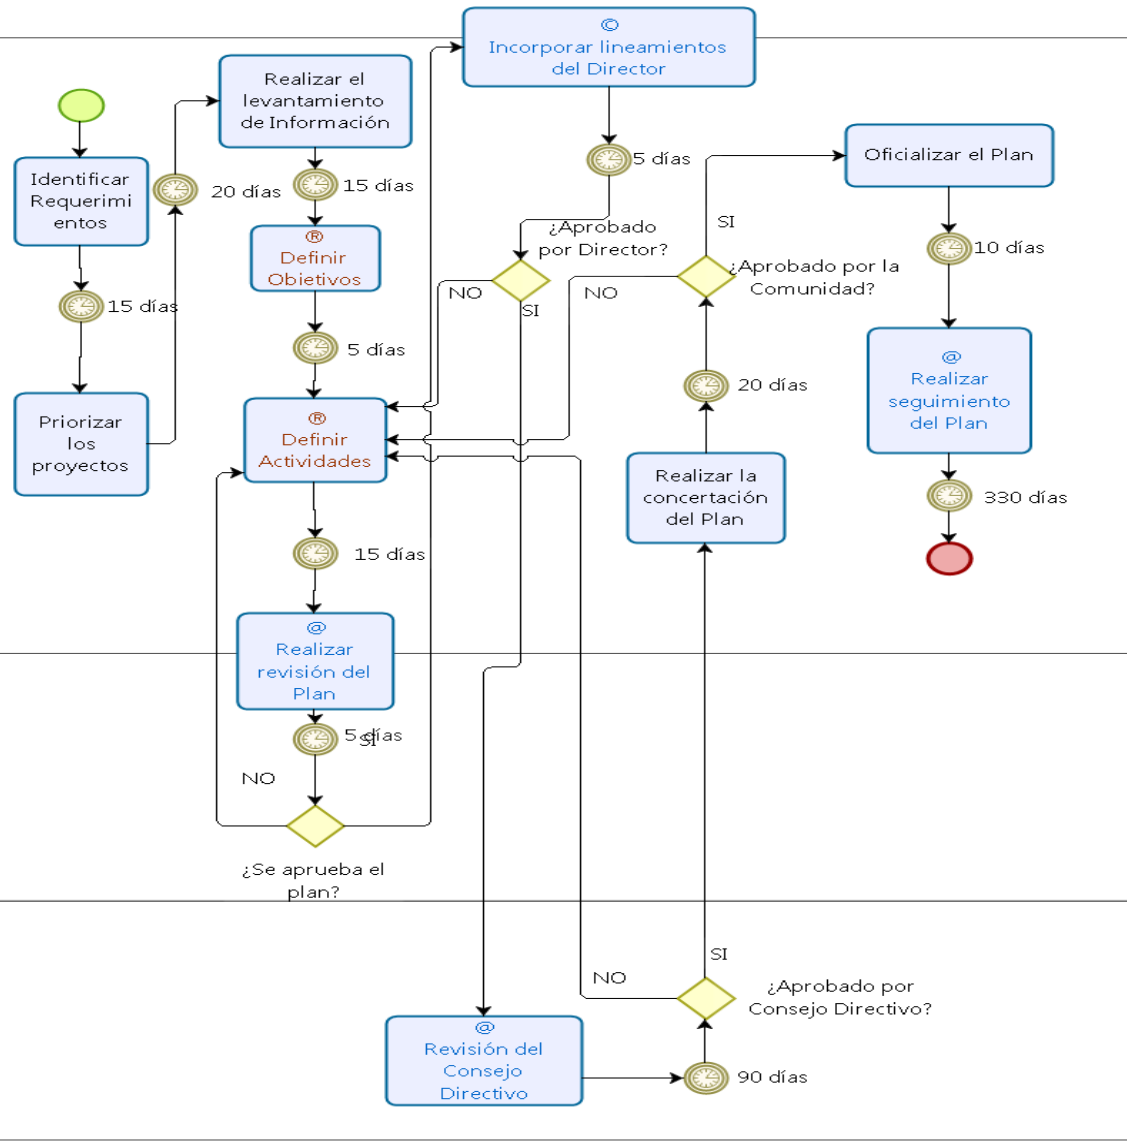 ©
Incorporar lineamientos
del Director
Realizar el
levantamiento
de Información
5 días
Oficializar el Plan
Identificar
Requerimi
entos
20 días
15 días
SI
¿Aprobado
por Director?
®
Definir
Obietivos
10 días
¿Aprobado por la
Comunidad?
NO
NO
SI
15 días
5 días
@
Realizar
seguimiento
del Plan
20 días
Priorizar
los
proyectos
®
Definir
Actividades
Realizar la
concertación
del Plan
330 días
15 días
@
Realizar
revisión del
Plan
5 días
SI
NO
¿Se aprueba el
plan?
SI
NO
¿Aprobado por
Consejo Directivo?
@
Revisión del
Consejo
Directivo
90 días